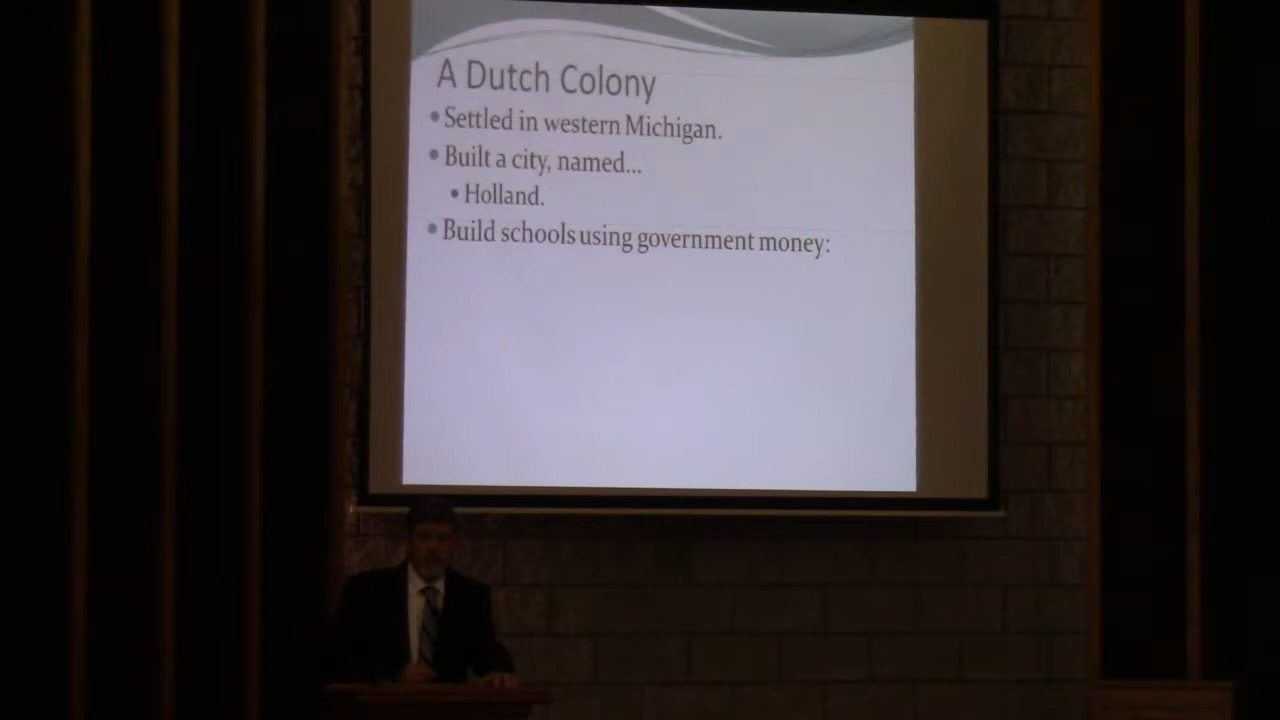 A Dutch Colony
• Settled in western Michigan.
• Built a city, named...
• Holland.
• Build schools using government money: